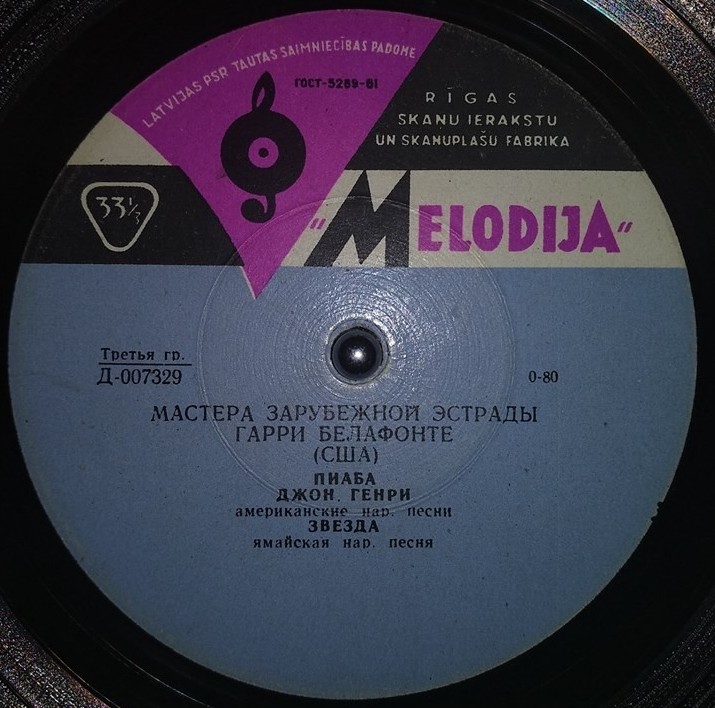 LATVIJAS PSR TAUTAS SAIMNIECĪBAS PADOME
ГОСТ-5289-61
RĪGAS
SKAŅU IERAKSTU
UN SKAŅUPLAŠU FABRIKA
33⅓
"MELODIJA"
Третья гр.
Д-007329
0-80
МАСТЕРА ЗАРУБЕЖНОЙ ЭСТРАДЫ
ГАРРИ БЕЛАФОНТЕ
(США)
ПИАБА
ДЖОН. ГЕНРИ
американские нар. песни
ЗВЕЗДА
ямайская нар. песня